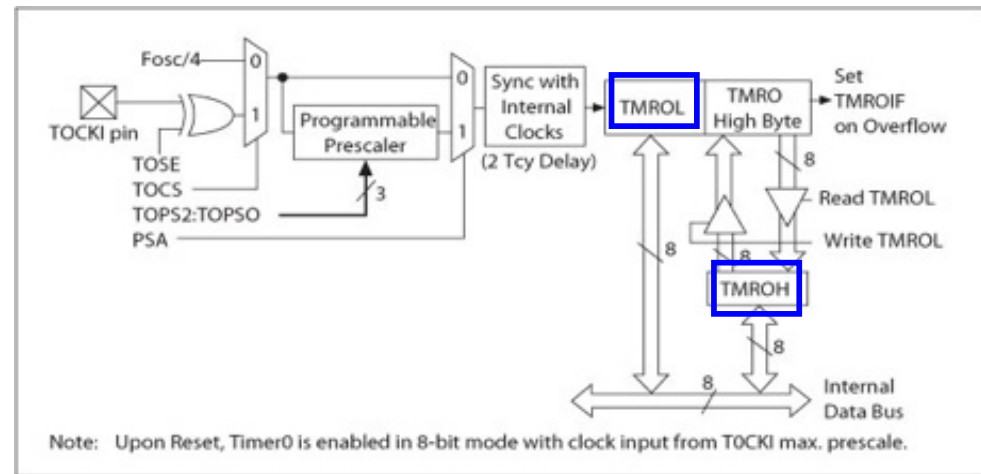 Fosc/4
0
1
TOCKI pin
TOSE
TOCS
TOPS2:TOPSO
PSA
Programmable
Prescaler
3
0
1
Sync with
Internal
Clocks
(2 Tcy Delay)
TMROL
TMRO
High Byte
Set
TMROIF
on Overflow
8
Read TMROL
Write TMROL
8
8
TMROH
8
8
Internal
Data Bus
Note: Upon Reset, Timer0 is enabled in 8-bit mode with clock input from T0CKI max. prescale.